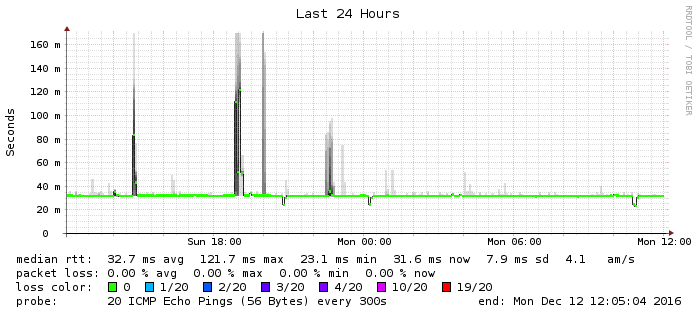 Last 24 Hours
RRDTOOL / TOBI OETIKER
Seconds
160 m
140 m
120 m
100 m
80 m
60 m
40 m
20 m
0
Sun 18:00 Mon 00:00 Mon 06:00 Mon 12:00
median rtt: 32.7 ms avg 121.7 ms max 23.1 ms min 31.6 ms now 7.9 ms sd 4.1 am/s
packet loss: 0.00 % avg 0.00 % max 0.00 % min 0.00 % now
loss color: 0 1/20 2/20 3/20 4/20 10/20 19/20
probe: 20 ICMP Echo Pings (56 Bytes) every 300s end: Mon Dec 12 12:05:04 2016